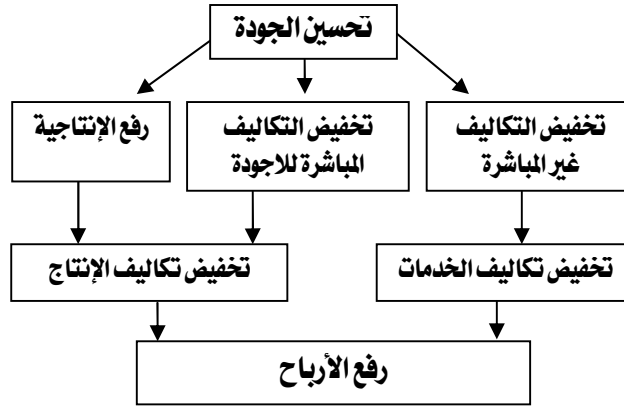 تحسين الجودة
تخفيض التكاليف
غير المباشرة
تخفيض التكاليف
المباشرة للاجودة
رفع الإنتاجية
تخفيض تكاليف الخدمات
تخفيض تكاليف الإنتاج
رفع الأرباح